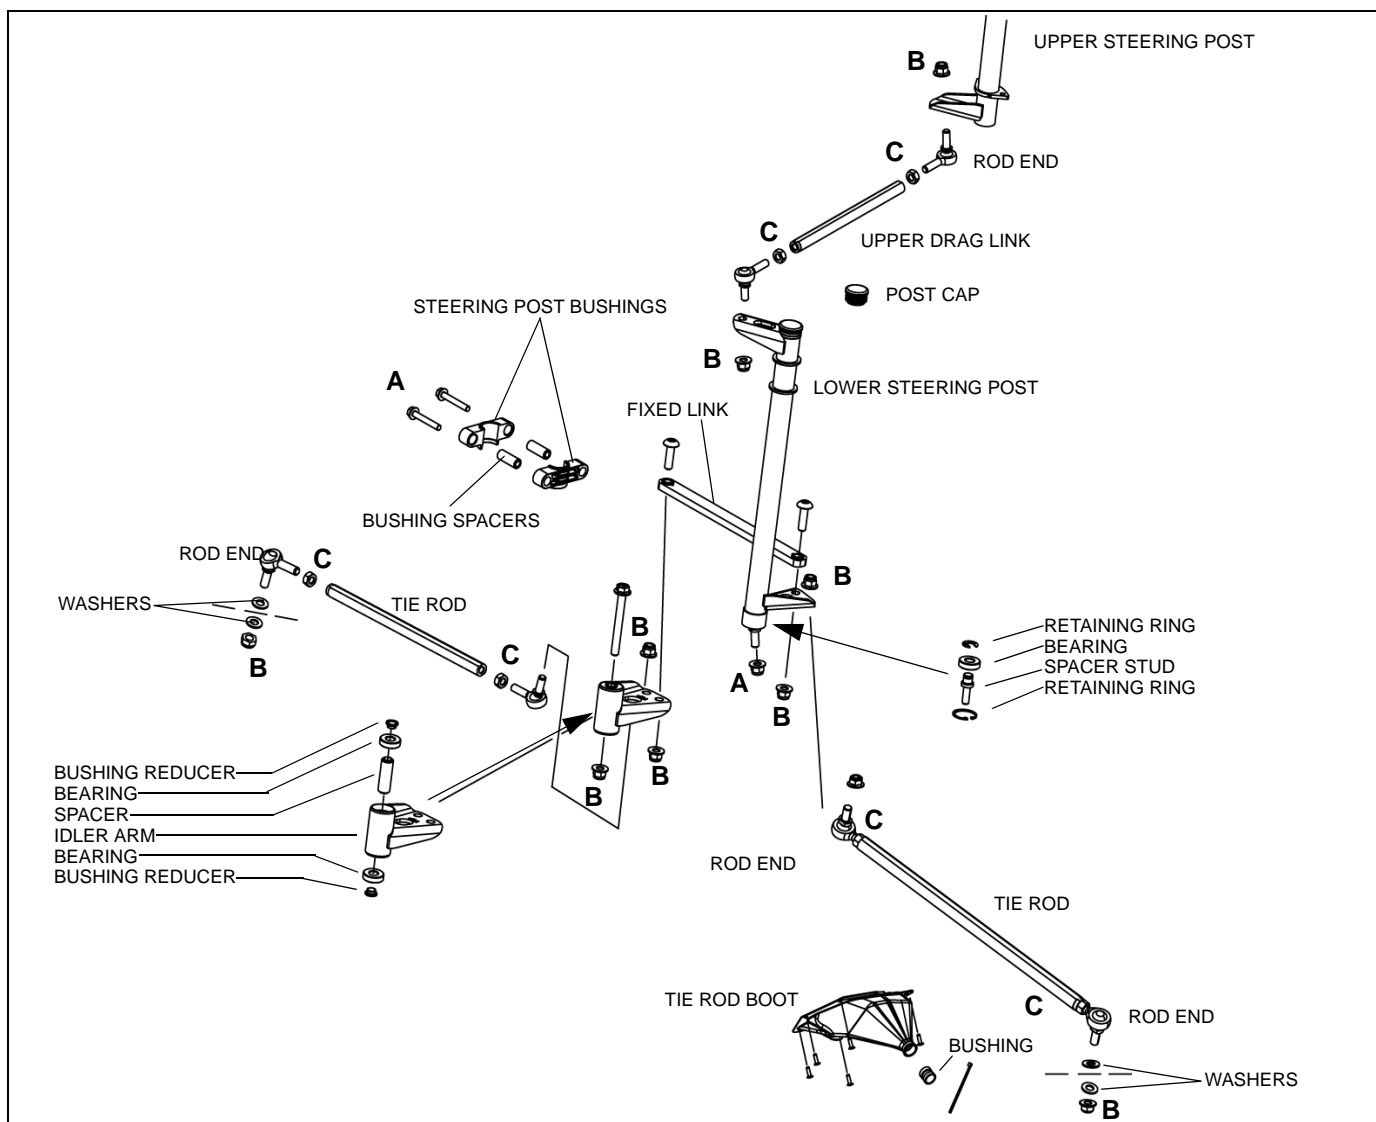 UPPER STEERING POST
B
C
ROD END
C
UPPER DRAG LINK
POST CAP
STEERING POST BUSHINGS
B
A
LOWER STEERING POST
FIXED LINK
BUSHING SPACERS
ROD END
C
B
WASHERS
TIE ROD
B
RETAINING RING
BEARING
SPACER STUD
RETAINING RING
B
C
A
B
B
B
BUSHING REDUCER
BEARING
SPACER
IDLER ARM
BEARING
BUSHING REDUCER
C
ROD END
TIE ROD
TIE ROD BOOT
C
ROD END
BUSHING
WASHERS
B